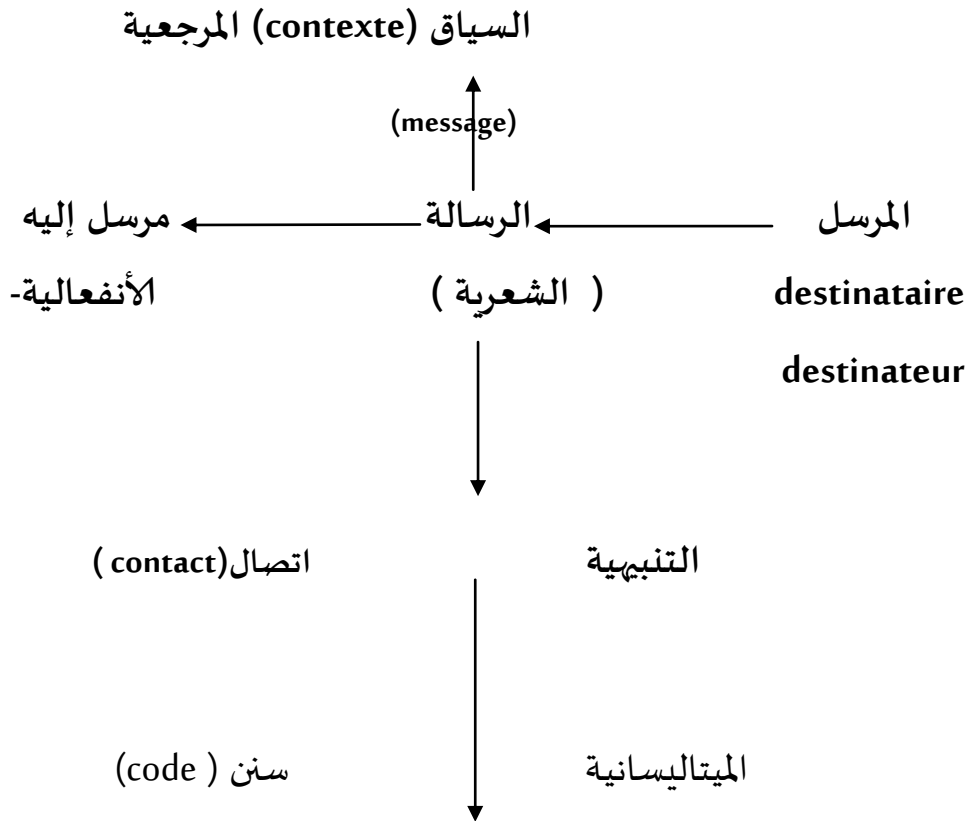 السياق (contexte) المرجعية
(message)
المرسل الرسالة مرسل إليه
destinataire ( الشعرية ) الأنفعالية-
destinateur
التنبيهية اتصال(contact )
الميتاليسانية سنن ( code)